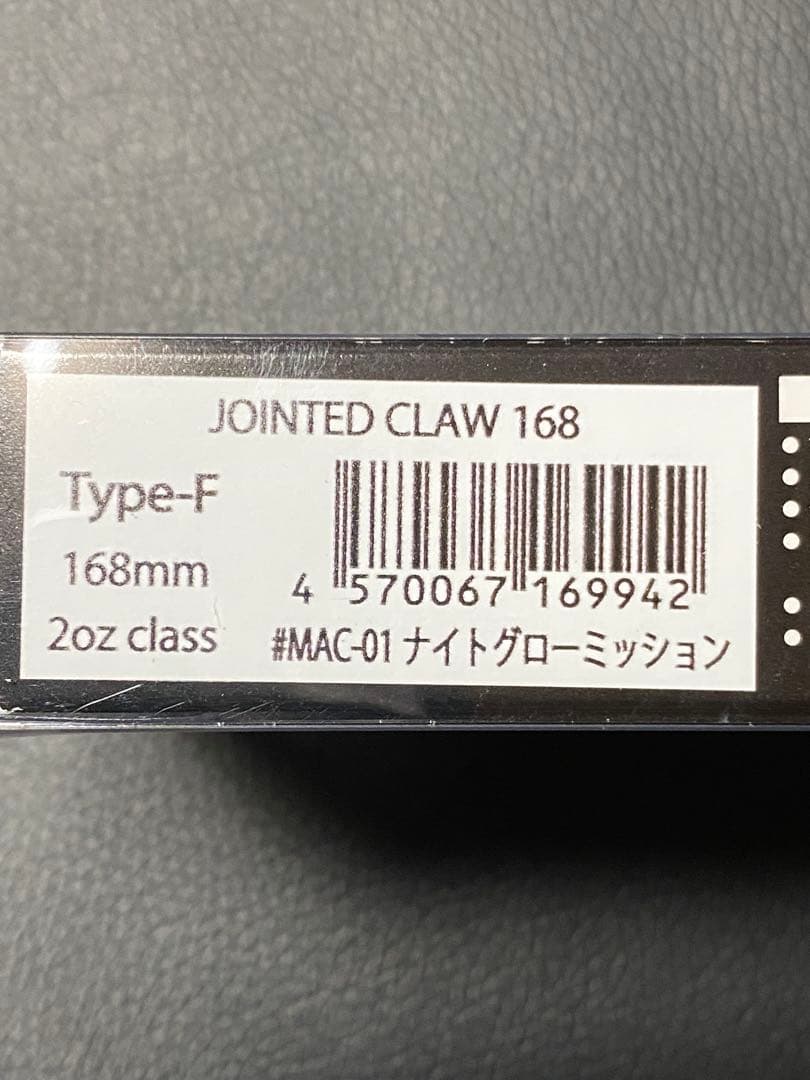 JOINTED CLAW 168
Type-F
168mm
2oz class
4 570067 169942
#MAC-01 ナイトグローミッション